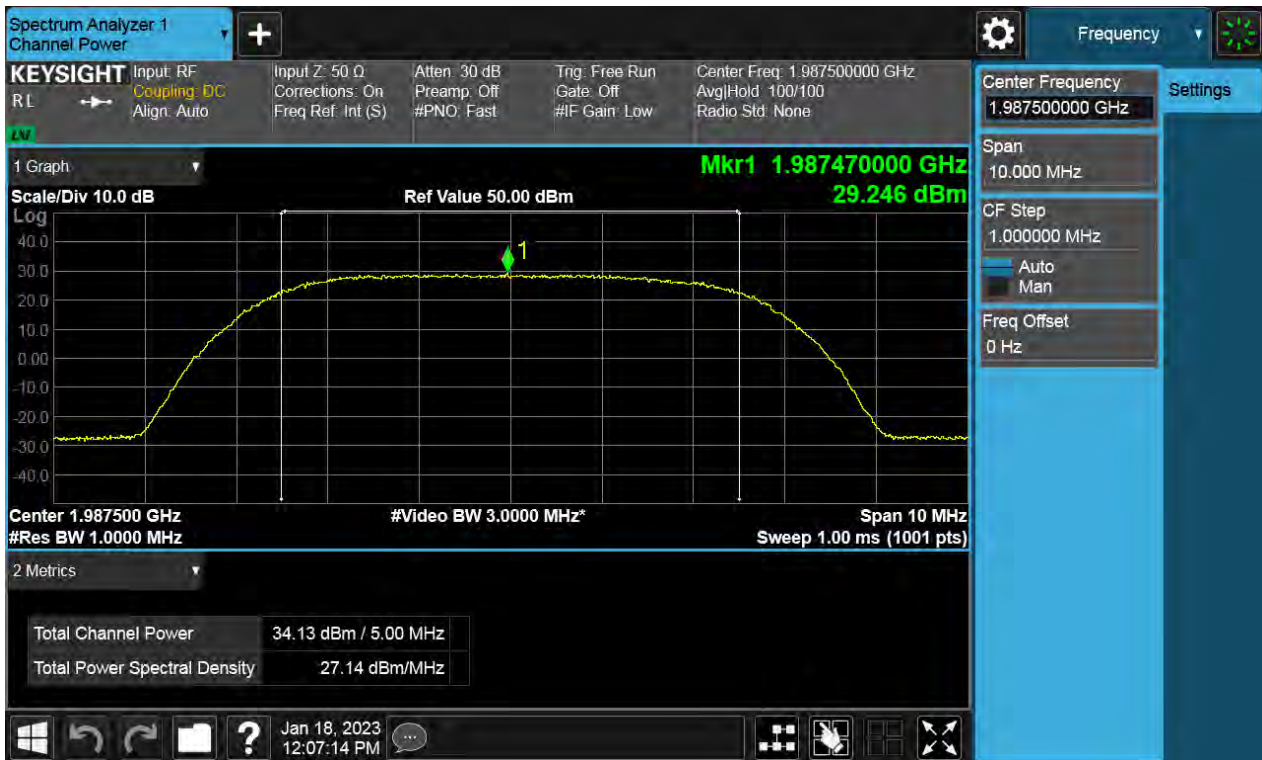 Spectrum Analyzer 1
Channel Power
+
Frequency
KEYSIGHT
RL
Input: RF
Coupling: DC
Align: Auto
Input Z: 50 Ω
Corrections: On
Freq Ref: Int (S)
Atten: 30 dB
Preamp: Off
#PNO: Fast
Trig: Free Run
Gate: Off
#IF Gain: Low
Center Freq: 1.987500000 GHz
Avg|Hold: 100/100
Radio Std: None
Center Frequency
1.987500000 GHz
Settings
Span
10.000 MHz
CF Step
1.000000 MHz
Auto
Man
Freq Offset
0 Hz
1 Graph
Mkr1 1.987470000 GHz
29.246 dBm
Scale/Div 10.0 dB
Ref Value 50.00 dBm
Log
40.0
30.0
20.0
10.0
0.00
-10.0
-20.0
-30.0
-40.0
1
Center 1.987500 GHz
#Video BW 3.0000 MHz*
Span 10 MHz
#Res BW 1.0000 MHz
Sweep 1.00 ms (1001 pts)
2 Metrics
Total Channel Power 34.13 dBm / 5.00 MHz
Total Power Spectral Density 27.14 dBm/MHz
?
Jan 18, 2023
12:07:14 PM